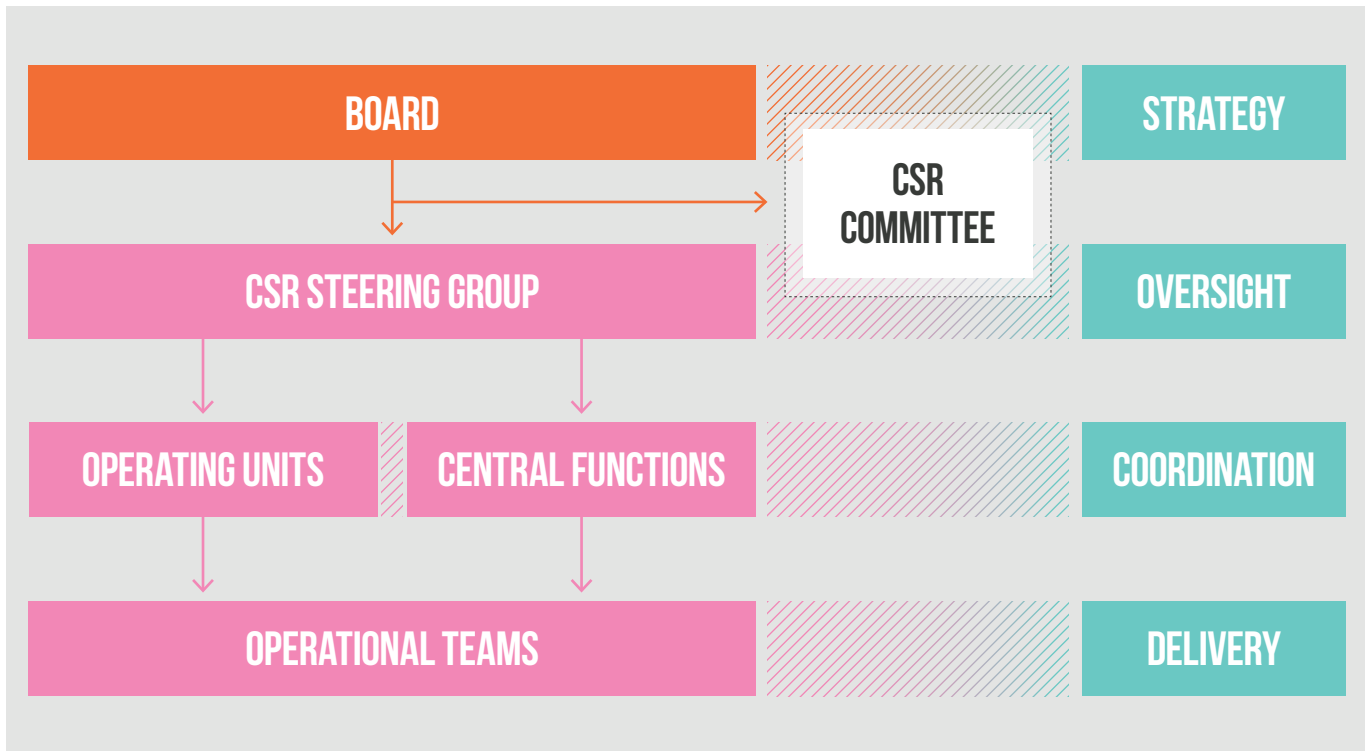 BOARD
STRATEGY
CSR
COMMITTEE
CSR STEERING GROUP
OVERSIGHT
OPERATING UNITS
CENTRAL FUNCTIONS
COORDINATION
OPERATIONAL TEAMS
DELIVERY